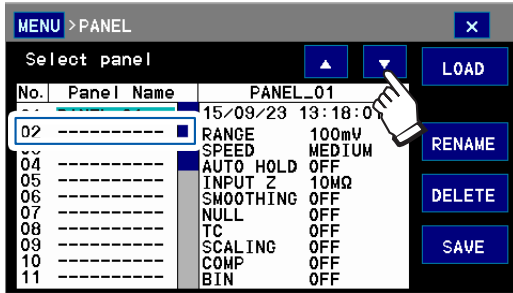 MENU > PANEL ×
Select panel ▲ ▼ LOAD
No. Panel Name PANEL_01
15/09/23 13:18:0
02 ---------- RANGE 100mV RENAME
SPEED MEDIUM
04 ---------- AUTO HOLD OFF
05 ---------- INPUT Z 10MΩ
06 ---------- SMOOTHING OFF DELETE
07 ---------- NULL OFF
08 ---------- TC OFF
09 ---------- SCALING OFF SAVE
10 ---------- COMP OFF
11 ---------- BIN OFF